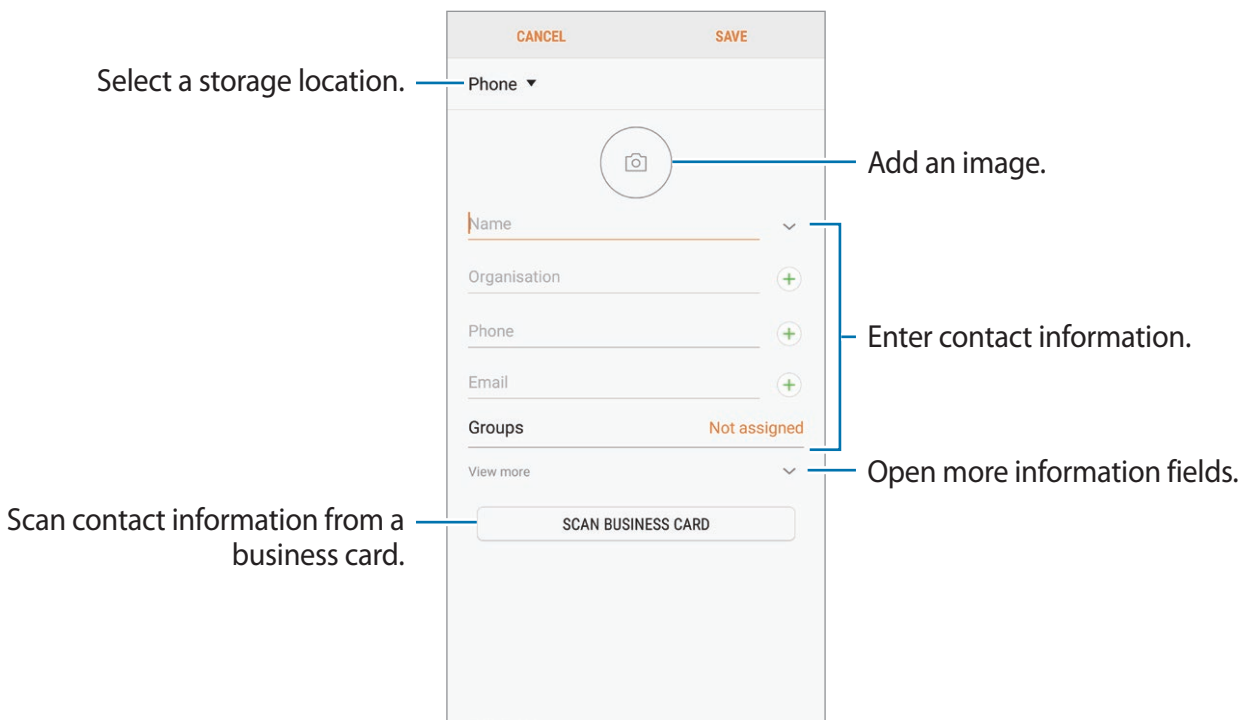 CANCEL SAVE
Select a storage location.
Phone
Add an image.
Name
Organisation
Phone
Enter contact information.
Email
Groups Not assigned
View more
Open more information fields.
Scan contact information from a
business card.
SCAN BUSINESS CARD